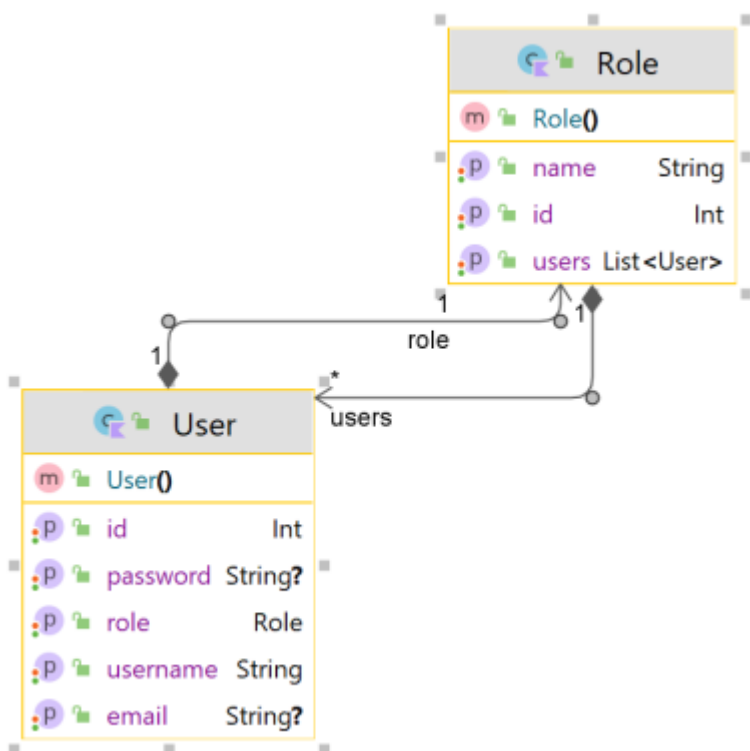 Role
m Role()
p name String
p id Int
p users List<User>
1
1
role
1
*
users
C User
m User()
p id Int
p password String?
p role Role
p username String
p email String?